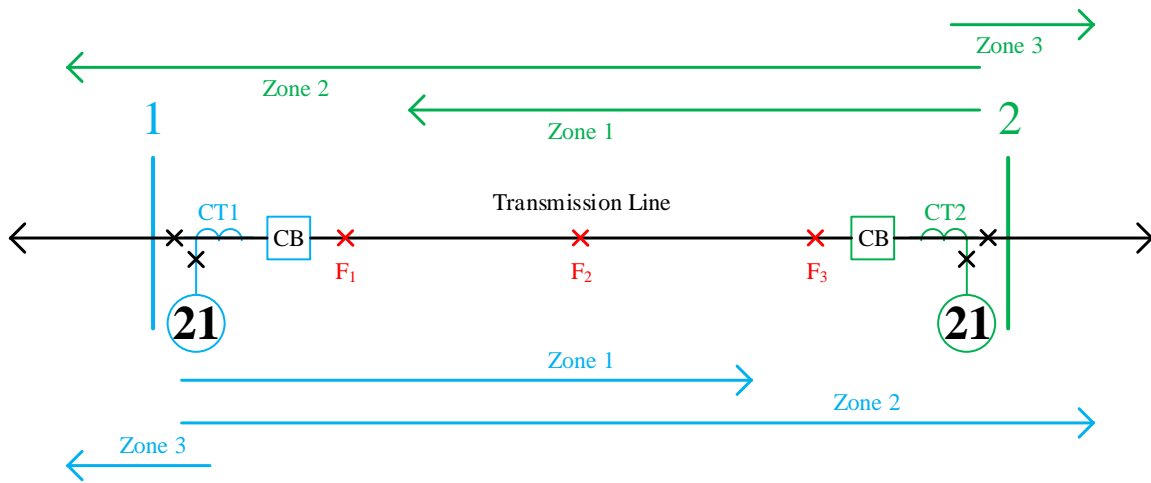 Zone 3
Zone 2
Zone 1
1
2
Transmission Line
CT1
CT2
CB
CB
F1
F2
F3
21
21
Zone 1
Zone 2
Zone 3